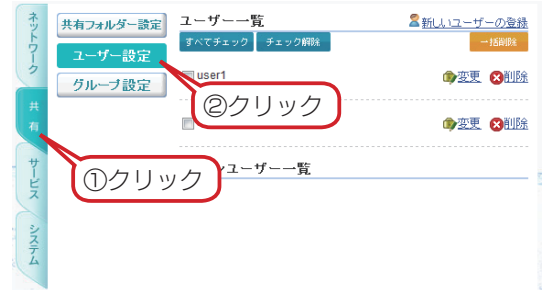 ネットワーク
共有
サービス
システム
共有フォルダー設定
ユーザー設定
グループ設定
ユーザー一覧
新しいユーザーの登録
すべてチェック
チェック解除
一括削除
user1
変更
削除
②クリック
変更
削除
①クリック
ユーザー一覧